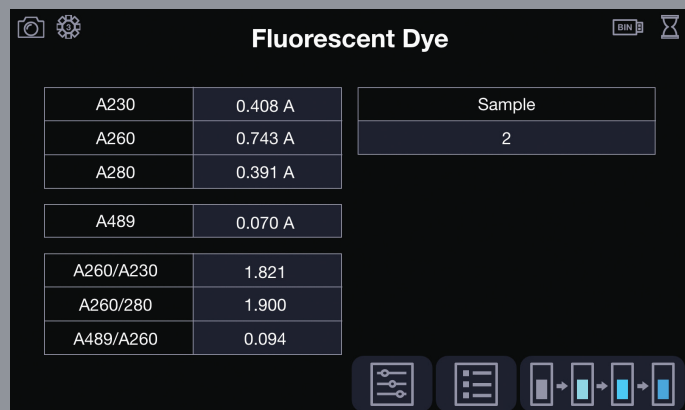 3
BIN
Fluorescent Dye
A230 0.408 A
A260 0.743 A
A280 0.391 A
Sample
2
A489 0.070 A
A260/A230 1.821
A260/280 1.900
A489/A260 0.094